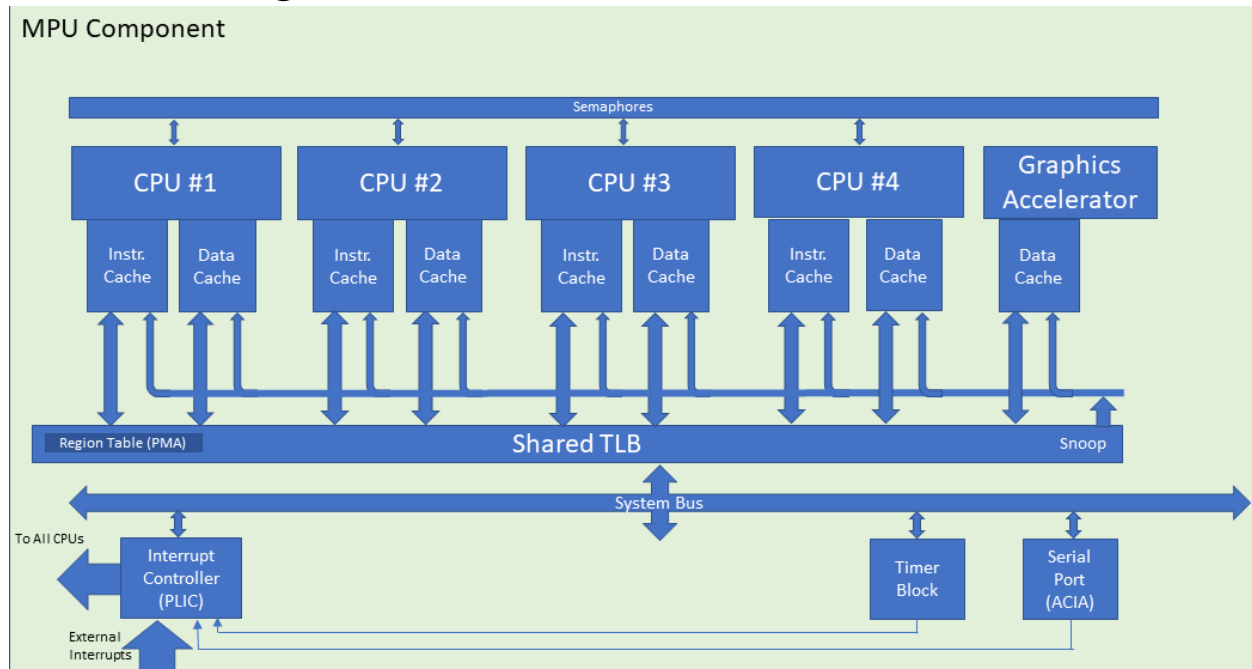 MPU Component
Semaphores
CPU #1
CPU #2
CPU #3
CPU #4
Graphics
Accelerator
Instr.
Cache
Data
Cache
Instr.
Cache
Data
Cache
Instr.
Cache
Data
Cache
Instr.
Cache
Data
Cache
Data
Cache
Region Table (PMA)
Shared TLB
Snoop
System Bus
To All CPUs
Interrupt
Controller
(PLIC)
Timer
Block
Serial
Port
(ACIA)
External
Interrupts